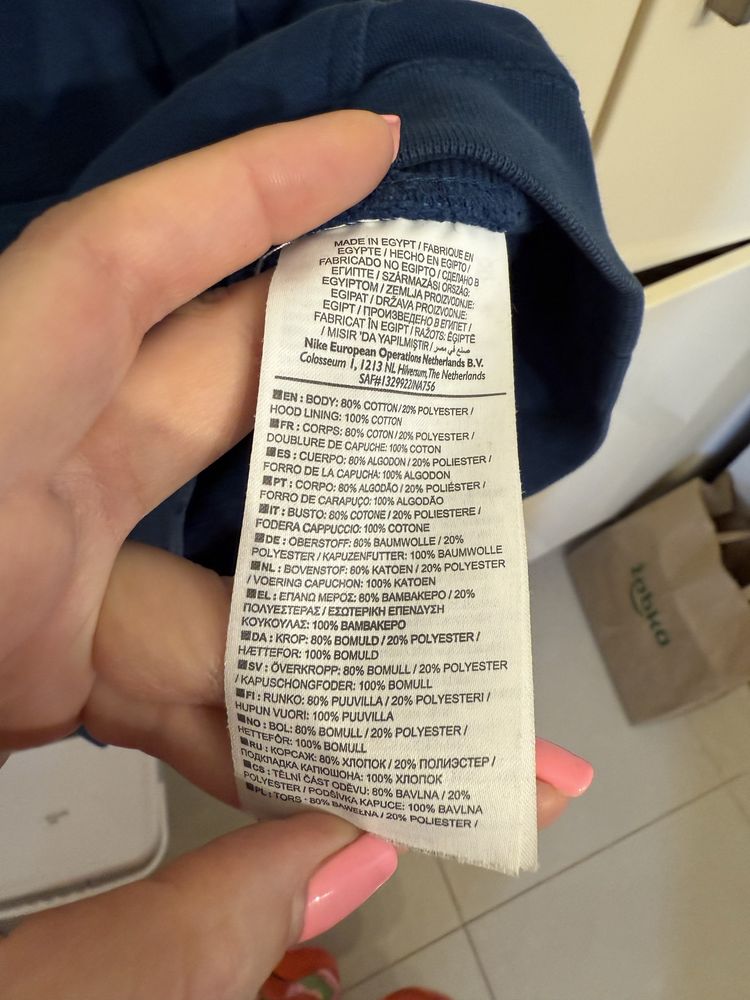 MADE IN EGYPT / FABRIQUE EN
EGYPTE / HECHO EN EGIPTO /
FABRICADO NO EGIPTO / СДЕЛАНО В
ЕГИПТЕ / SZÁRMAZÁSI ORSZÁG:
EGYIPTOM / ZEMLJA PROIZVODNJE:
EGIPAT / DRŽAVA PROIZVODNJE:
EGIPT / ПРОИЗВЕДЕНО В ЕГИПЕТ /
FABRICAT ÎN EGIPT / RAŽOTS: ĒĢIPTĒ
/ MISIR 'DA YAPILMIŞTIR / صنع في مصر
Nike European Operations Netherlands B.V.
Colosseum 1, 1213 NL Hilversum, The Netherlands
SAF#1329922/NA756
EN : BODY: 80% COTTON / 20% POLYESTER /
HOOD LINING: 100% COTTON
FR : CORPS: 80% COTON / 20% POLYESTER /
DOUBLURE DE CAPUCHE: 100% COTON
ES : CUERPO: 80% ALGODON / 20% POLIESTER /
FORRO DE LA CAPUCHA: 100% ALGODON
PT : CORPO: 80% ALGODÃO / 20% POLIÉSTER /
FORRO DE CARAPUÇO: 100% ALGODÃO
IT : BUSTO: 80% COTONE / 20% POLIESTERE /
FODERA CAPPUCCIO: 100% COTONE
DE : OBERSTOFF: 80% BAUMWOLLE / 20%
POLYESTER / KAPUZENFUTTER: 100% BAUMWOLLE
NL : BOVENSTOF: 80% KATOEN / 20% POLYESTER
/ VOERING CAPUCHON: 100% KATOEN
EL : ΕΠΑΝΩ ΜΕΡΟΣ: 80% ΒΑΜΒΑΚΕΡΟ / 20%
ΠΟΛΥΕΣΤΕΡΑΣ / ΕΣΩΤΕΡΙΚΗ ΕΠΕΝΔΥΣΗ
ΚΟΥΚΟΥΛΑΣ: 100% ΒΑΜΒΑΚΕΡΟ
DA : KROP: 80% BOMULD / 20% POLYESTER /
HÆTTEFOR: 100% BOMULD
SV : ÖVERKROPP: 80% BOMULL / 20% POLYESTER
/ KAPUSCHONGFODER: 100% BOMULL
FI : RUNKO: 80% PUUVILLA / 20% POLYESTERI /
HUPUN VUORI: 100% PUUVILLA
NO : BOL: 80% BOMULL / 20% POLYESTER /
HETTEFÔR: 100% BOMULL
RU : КОРСАЖ: 80% ХЛОПОК / 20% ПОЛИЭСТЕР /
ПОДКЛАДКА КАПЮШОНА: 100% ХЛОПОК
CS : TĚLNÍ ČÁST ODĚVU: 80% BAVLNA / 20%
POLYESTER / PODŠÍVKA KAPUCE: 100% BAVLNA
PL : TORS : 80% BAWEŁNA / 20% POLIESTER /
żabka